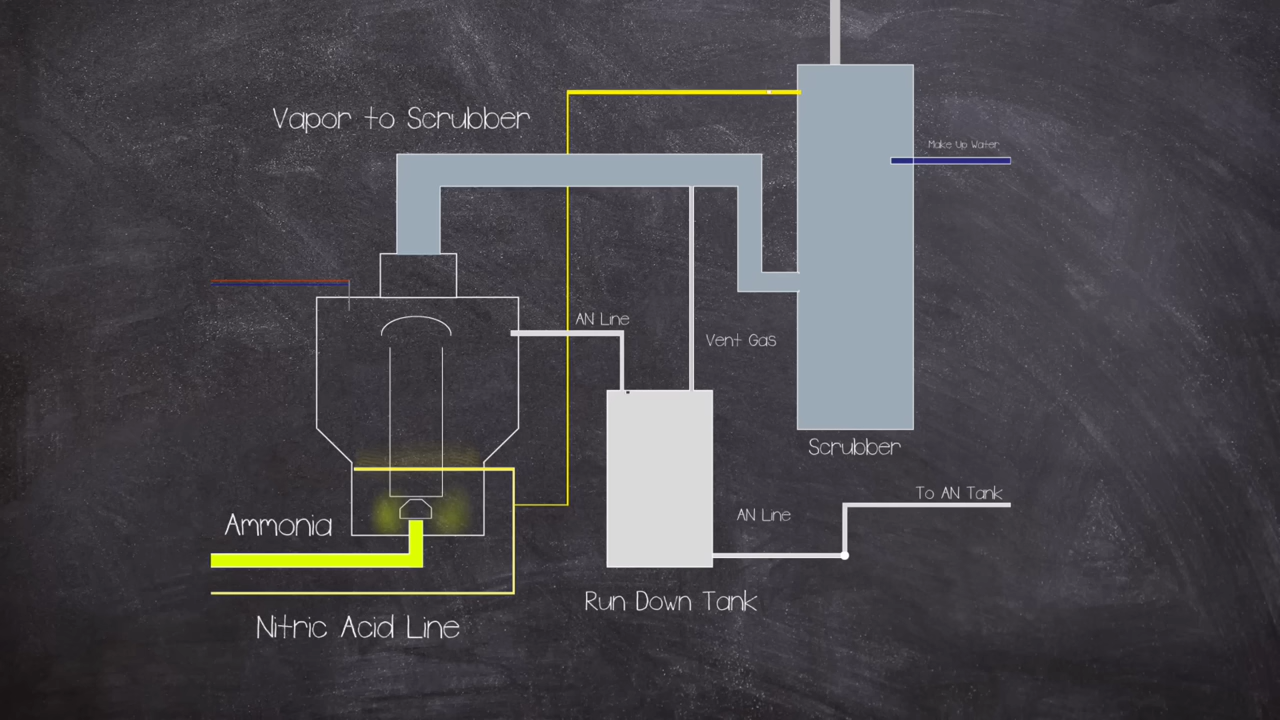 Vapor to Scrubber
Make Up Water
AN Line
Vent Gas
Scrubber
To AN Tank
AN Line
Ammonia
Run Down Tank
Nitric Acid Line